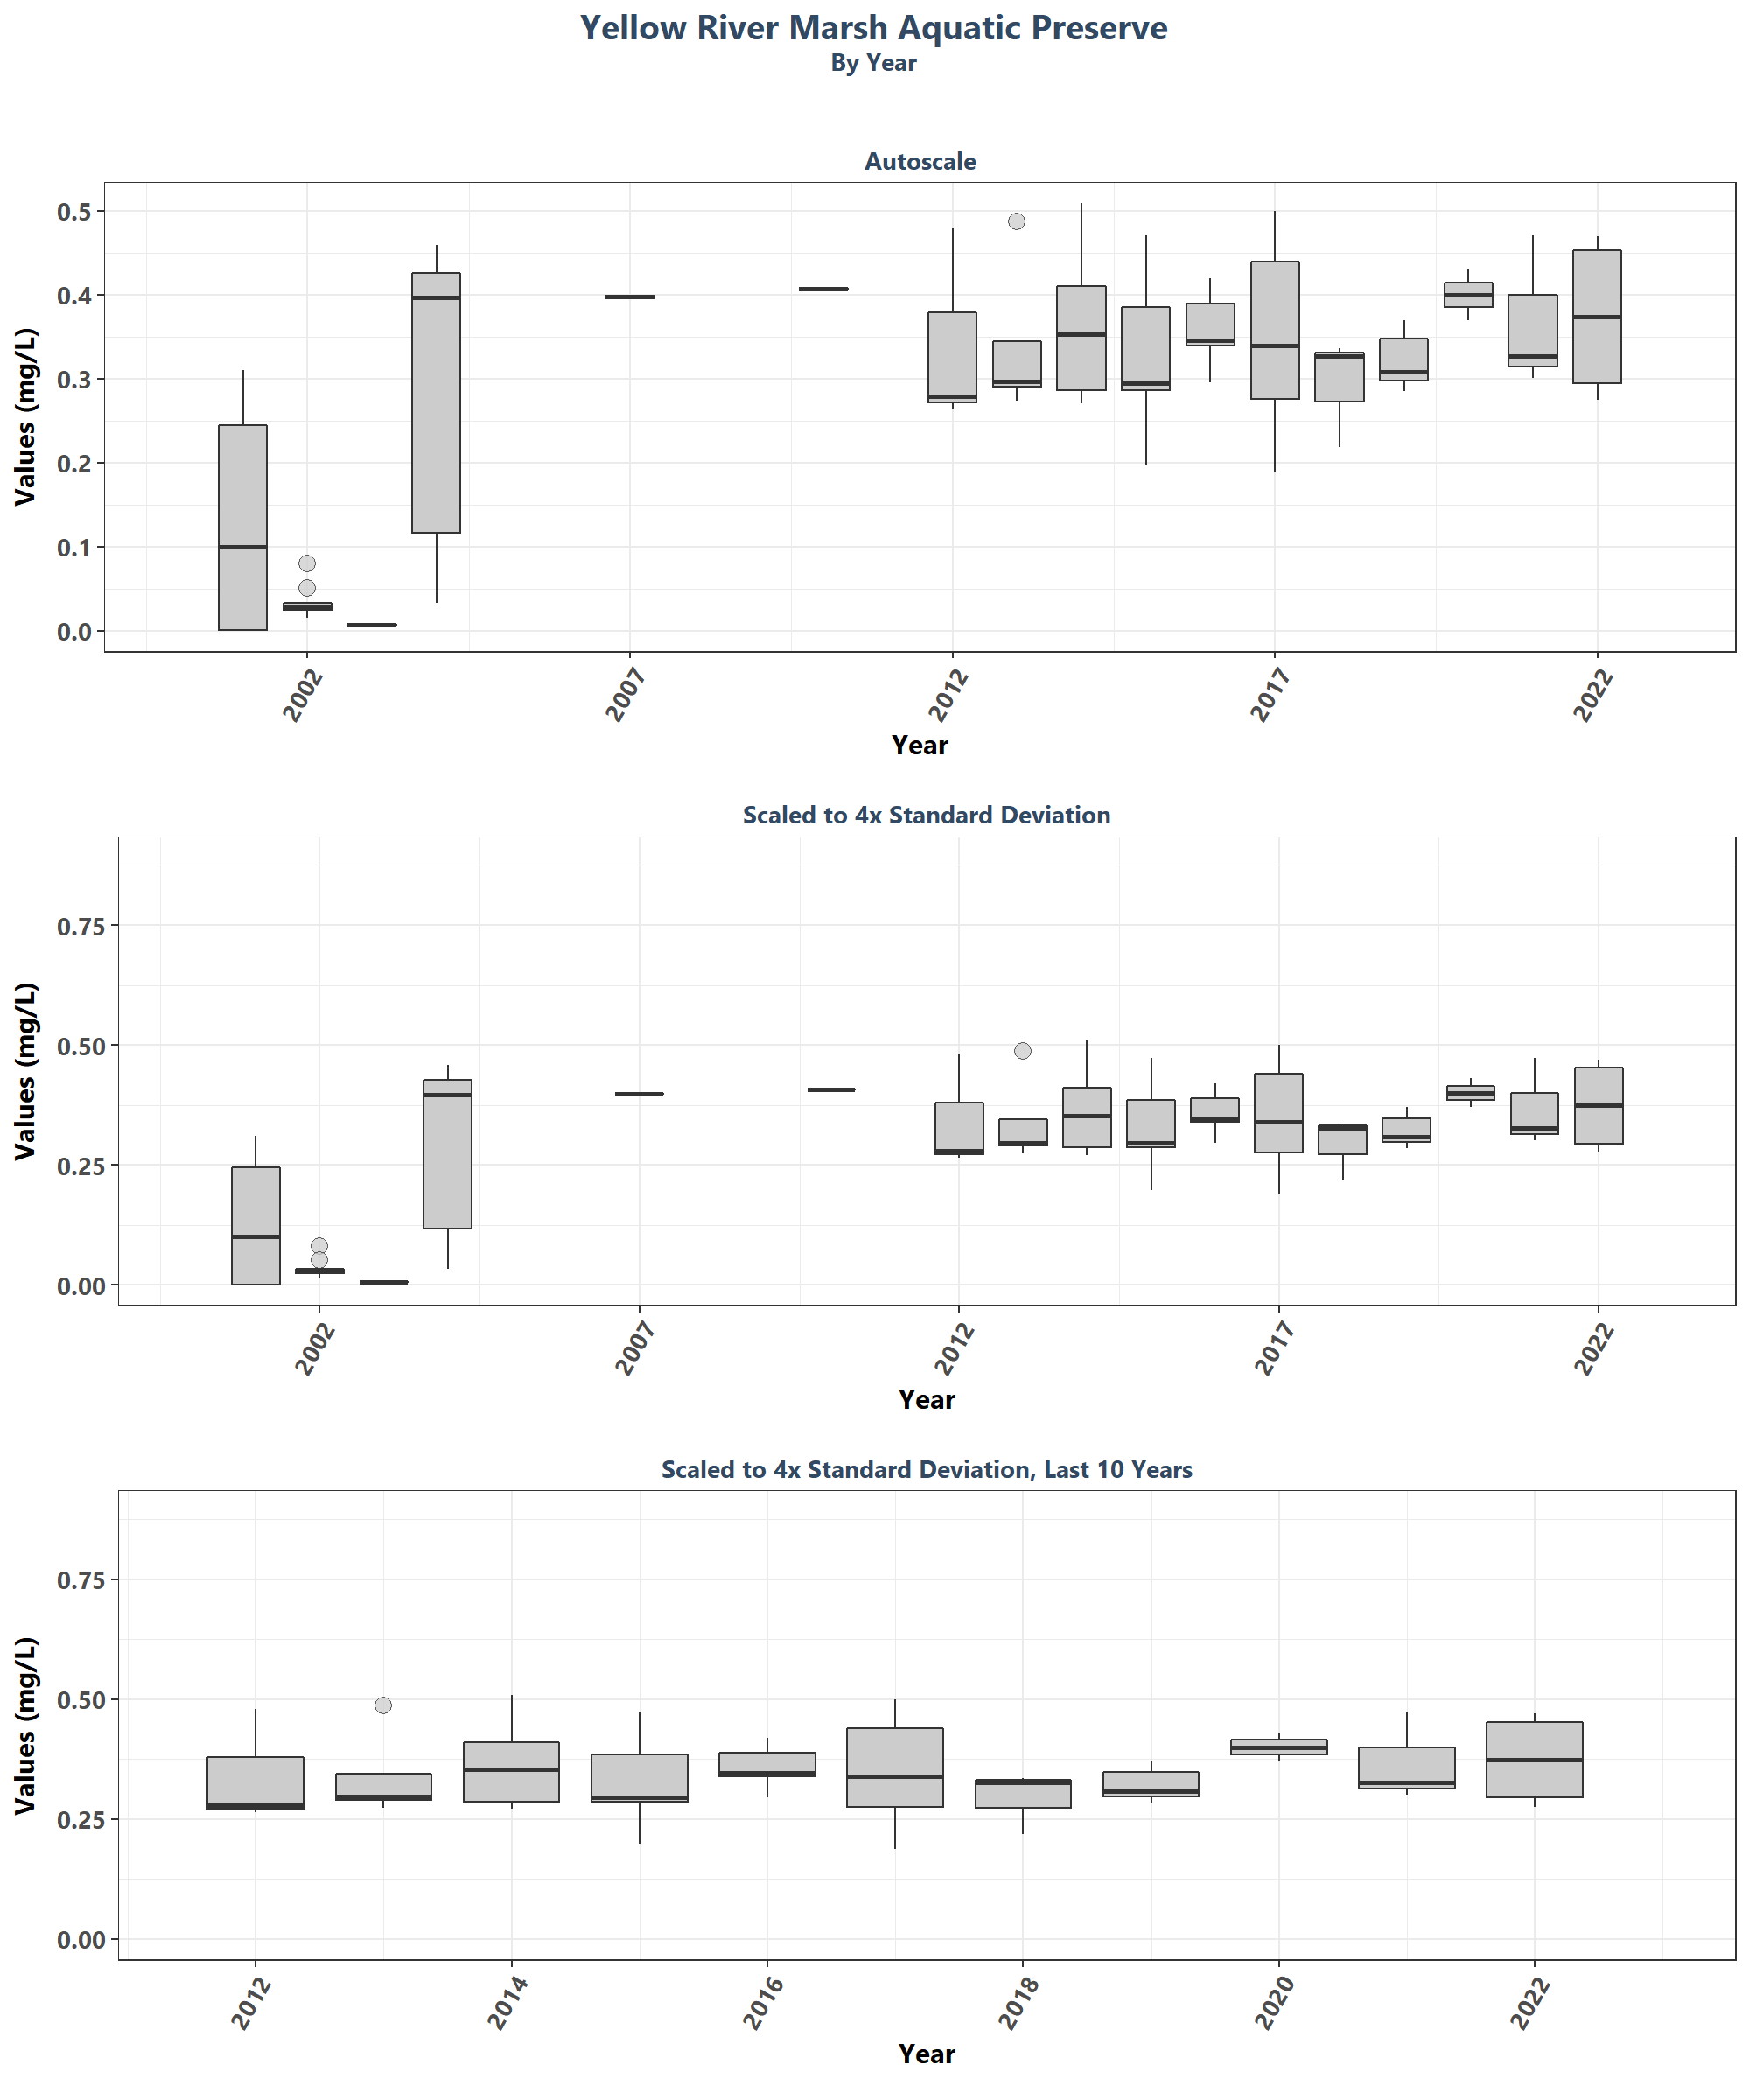 Yellow River Marsh Aquatic Preserve
By Year
Autoscale
Values (mg/L)
0.5
0.4
0.3
0.2
0.1
0.0
2002 2007 2012 2017 2022
Year
Scaled to 4x Standard Deviation
Values (mg/L)
0.75
0.50
0.25
0.00
2002 2007 2012 2017 2022
Year
Scaled to 4x Standard Deviation, Last 10 Years
Values (mg/L)
0.75
0.50
0.25
0.00
2012 2014 2016 2018 2020 2022
Year